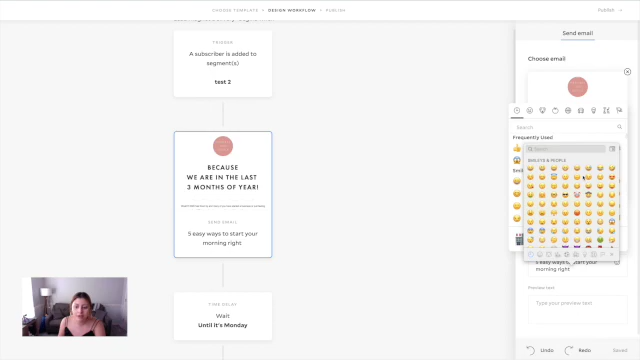 CHOOSE TEMPLATE • DESIGN WORKFLOW • PUBLISH
Publish
TRIGGER
A subscriber is added to
segment(s)
test 2
BECAUSE
WE ARE IN THE LAST
3 MONTHS OF YEAR!
SEND EMAIL
5 easy ways to start your
morning right
TIME DELAY
Wait
Until it's Monday
Send email
Choose email
Search
Frequently Used
Search
SMILEYS & PEOPLE
Smil
5 easy ways to start your
morning right
Preview text
Type your preview text
Undo
Redo
Saved